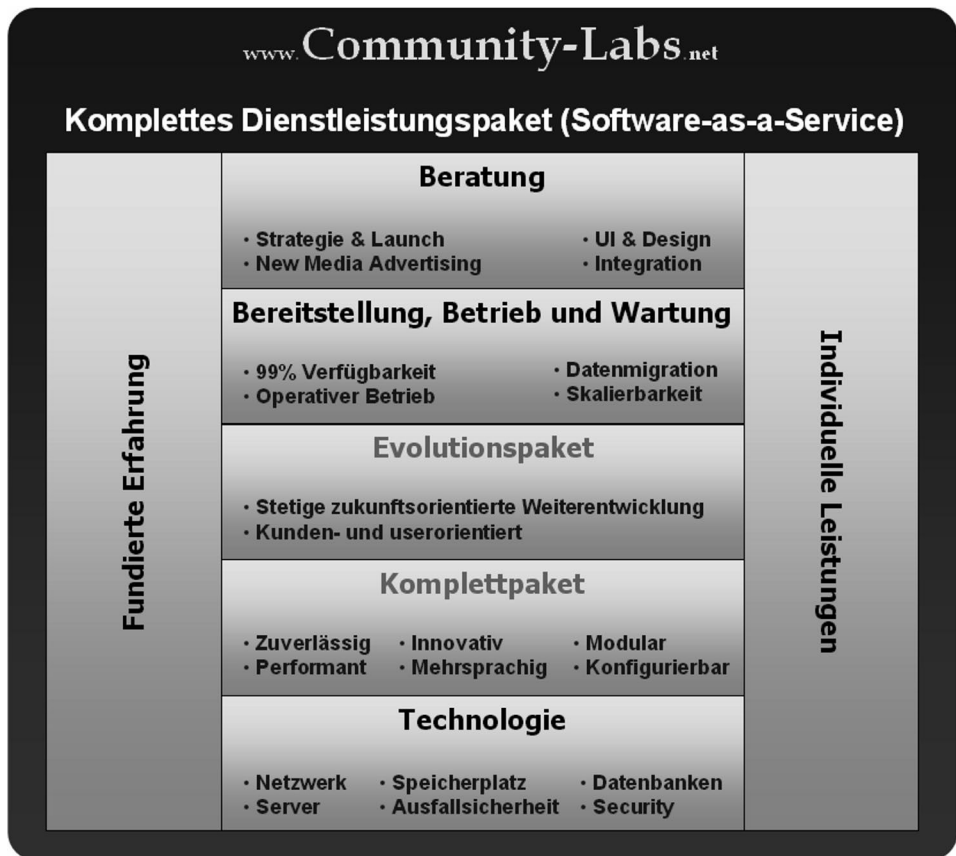 www.Community-Labs.net
Komplettes Dienstleistungspaket (Software-as-a-Service)
Fundierte Erfahrung
Beratung
• Strategie & Launch
• New Media Advertising
• UI & Design
• Integration
Bereitstellung, Betrieb und Wartung
• 99% Verfügbarkeit
• Operativer Betrieb
• Datenmigration
• Skalierbarkeit
Evolutionspaket
• Stetige zukunftsorientierte Weiterentwicklung
• Kunden- und userorientiert
Komplettpaket
• Zuverlässig
• Performant
• Innovativ
• Mehrsprachig
• Modular
• Konfigurierbar
Technologie
• Netzwerk
• Server
• Speicherplatz
• Ausfallsicherheit
• Datenbanken
• Security
Individuelle Leistungen